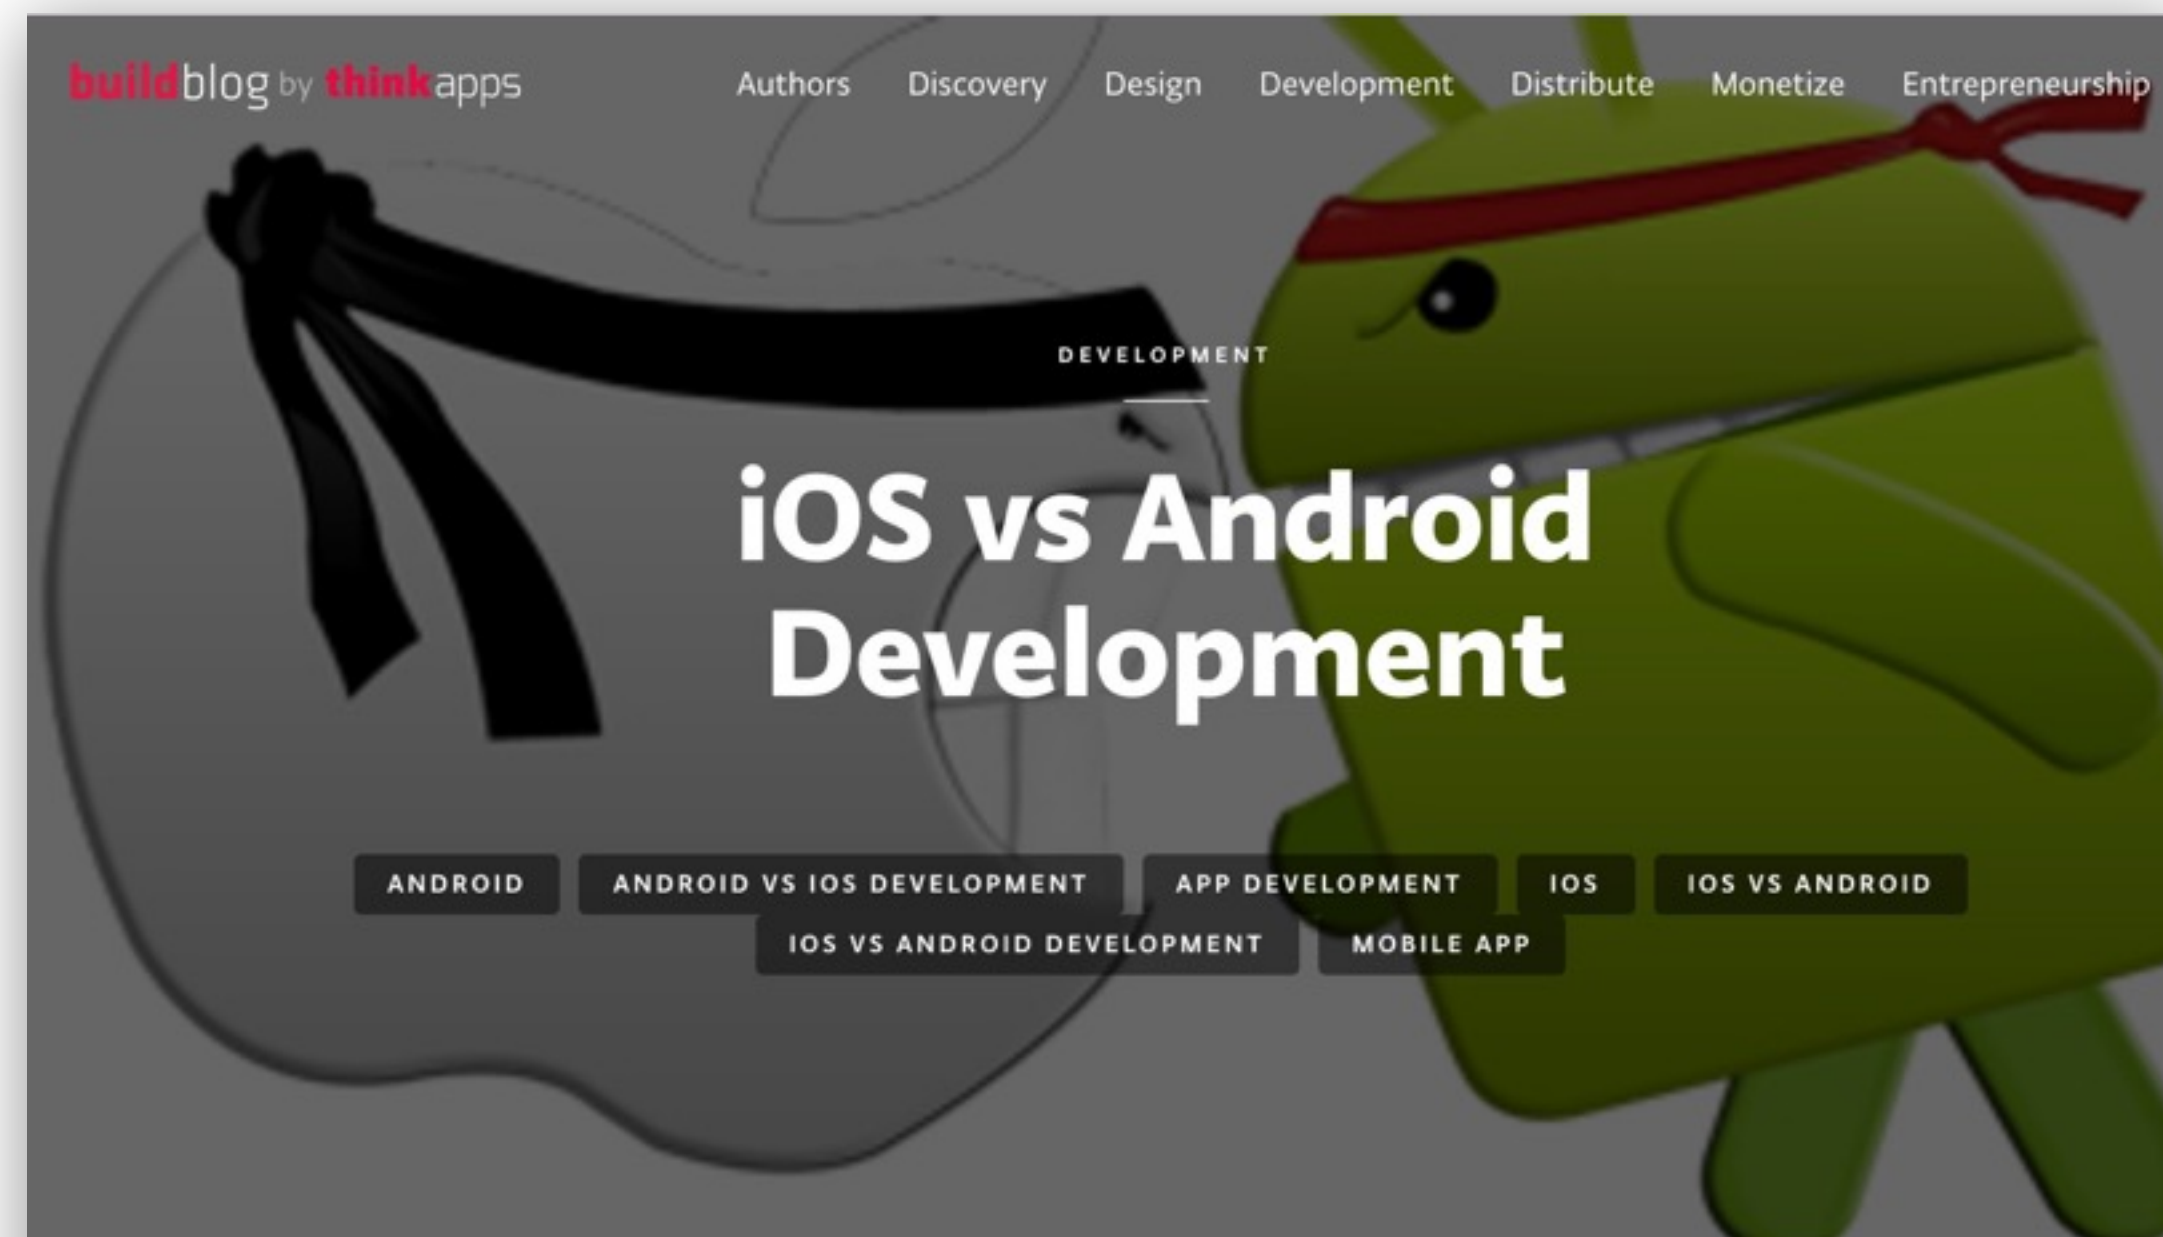 buildblog by thinkapps Authors Discovery Design Development Distribute Monetize Entrepreneurship
DEVELOPMENT
iOS vs Android
Development
ANDROID ANDROID VS IOS DEVELOPMENT APP DEVELOPMENT IOS IOS VS ANDROID
IOS VS ANDROID DEVELOPMENT MOBILE APP